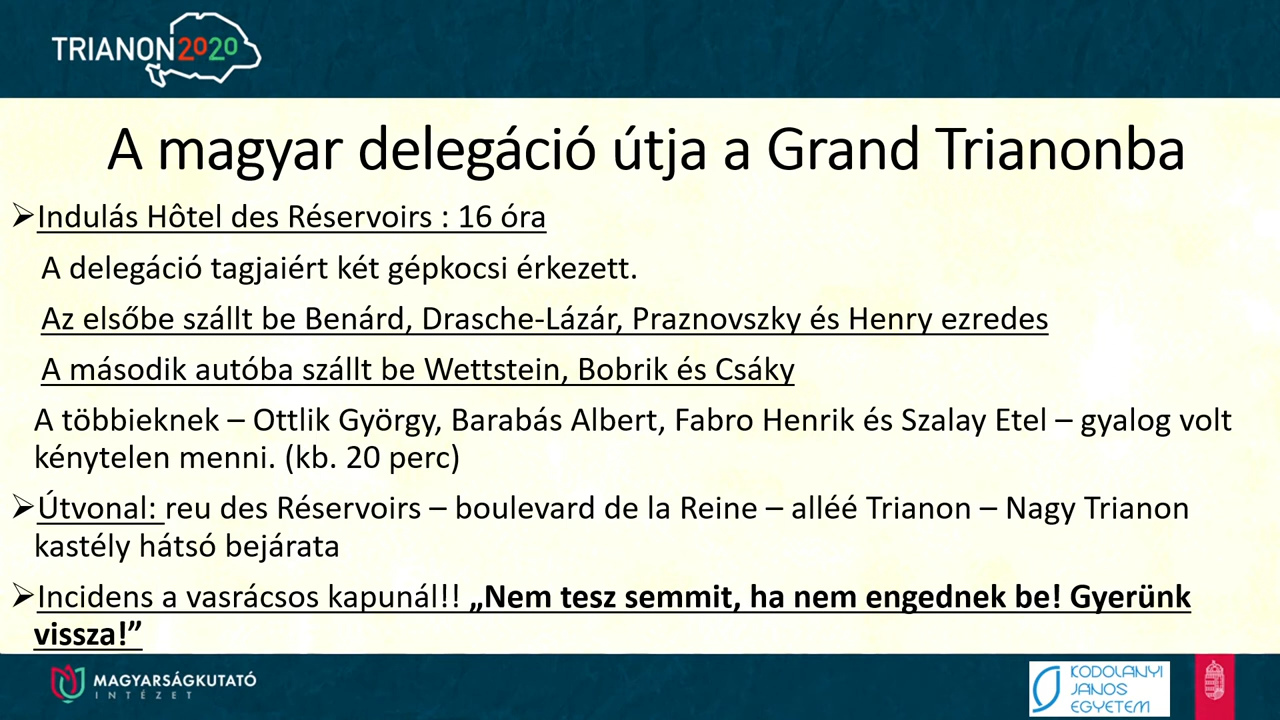 TRIANON2020
A magyar delegáció útja a Grand Trianonba
➢Indulás Hôtel des Réservoirs : 16 óra
A delegáció tagjaiért két gépkocsi érkezett.
Az elsőbe szállt be Benárd, Drasche-Lázár, Praznovszky és Henry ezredes
A második autóba szállt be Wettstein, Bobrik és Csáky
A többieknek – Ottlik György, Barabás Albert, Fabro Henrik és Szalay Etel – gyalog volt
kénytelen menni. (kb. 20 perc)
➢Útvonal: reu des Réservoirs – boulevard de la Reine – alléé Trianon – Nagy Trianon
kastély hátsó bejárata
➢Incidens a vasrácsos kapunál!! „Nem tesz semmit, ha nem engednek be! Gyerünk
vissza!”
MAGYARSÁGKUTATÓ
INTÉZET
KODOLÁNYI
JÁNOS
EGYETEM